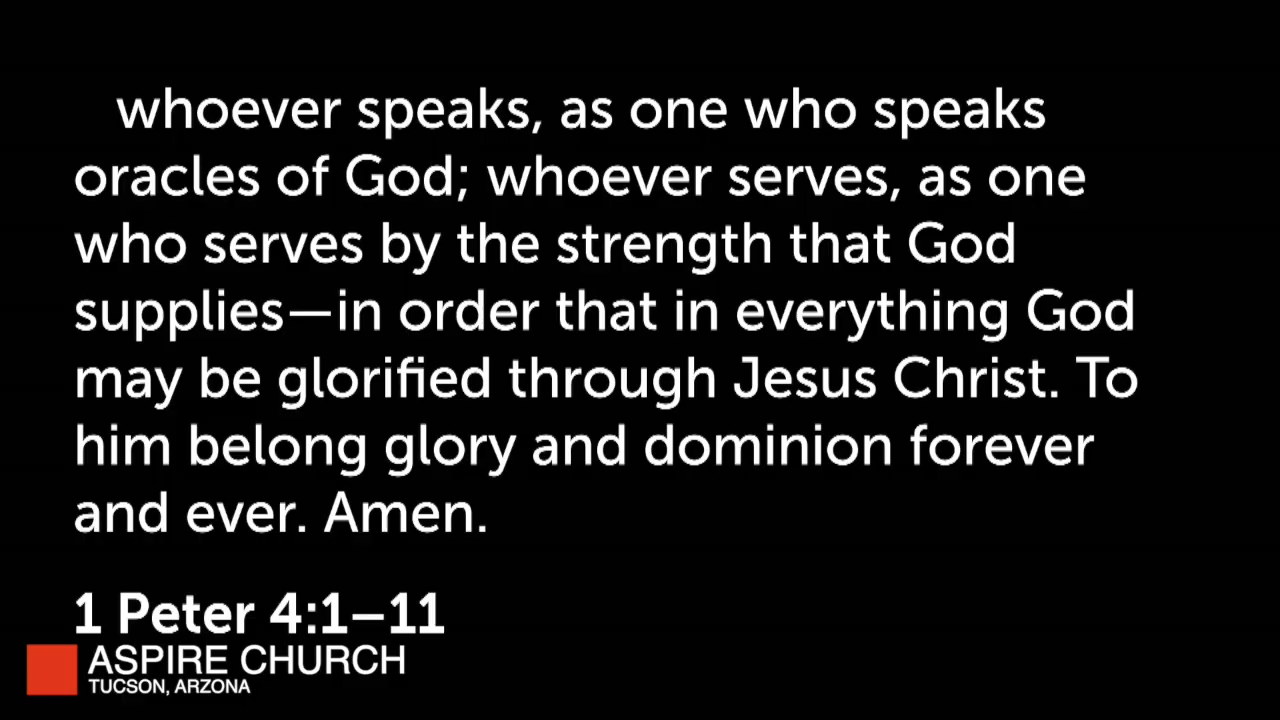 whoever speaks, as one who speaks
oracles of God; whoever serves, as one
who serves by the strength that God
supplies—in order that in everything God
may be glorified through Jesus Christ. To
him belong glory and dominion forever
and ever. Amen.
1 Peter 4:1–11
ASPIRE CHURCH
TUCSON, ARZONA